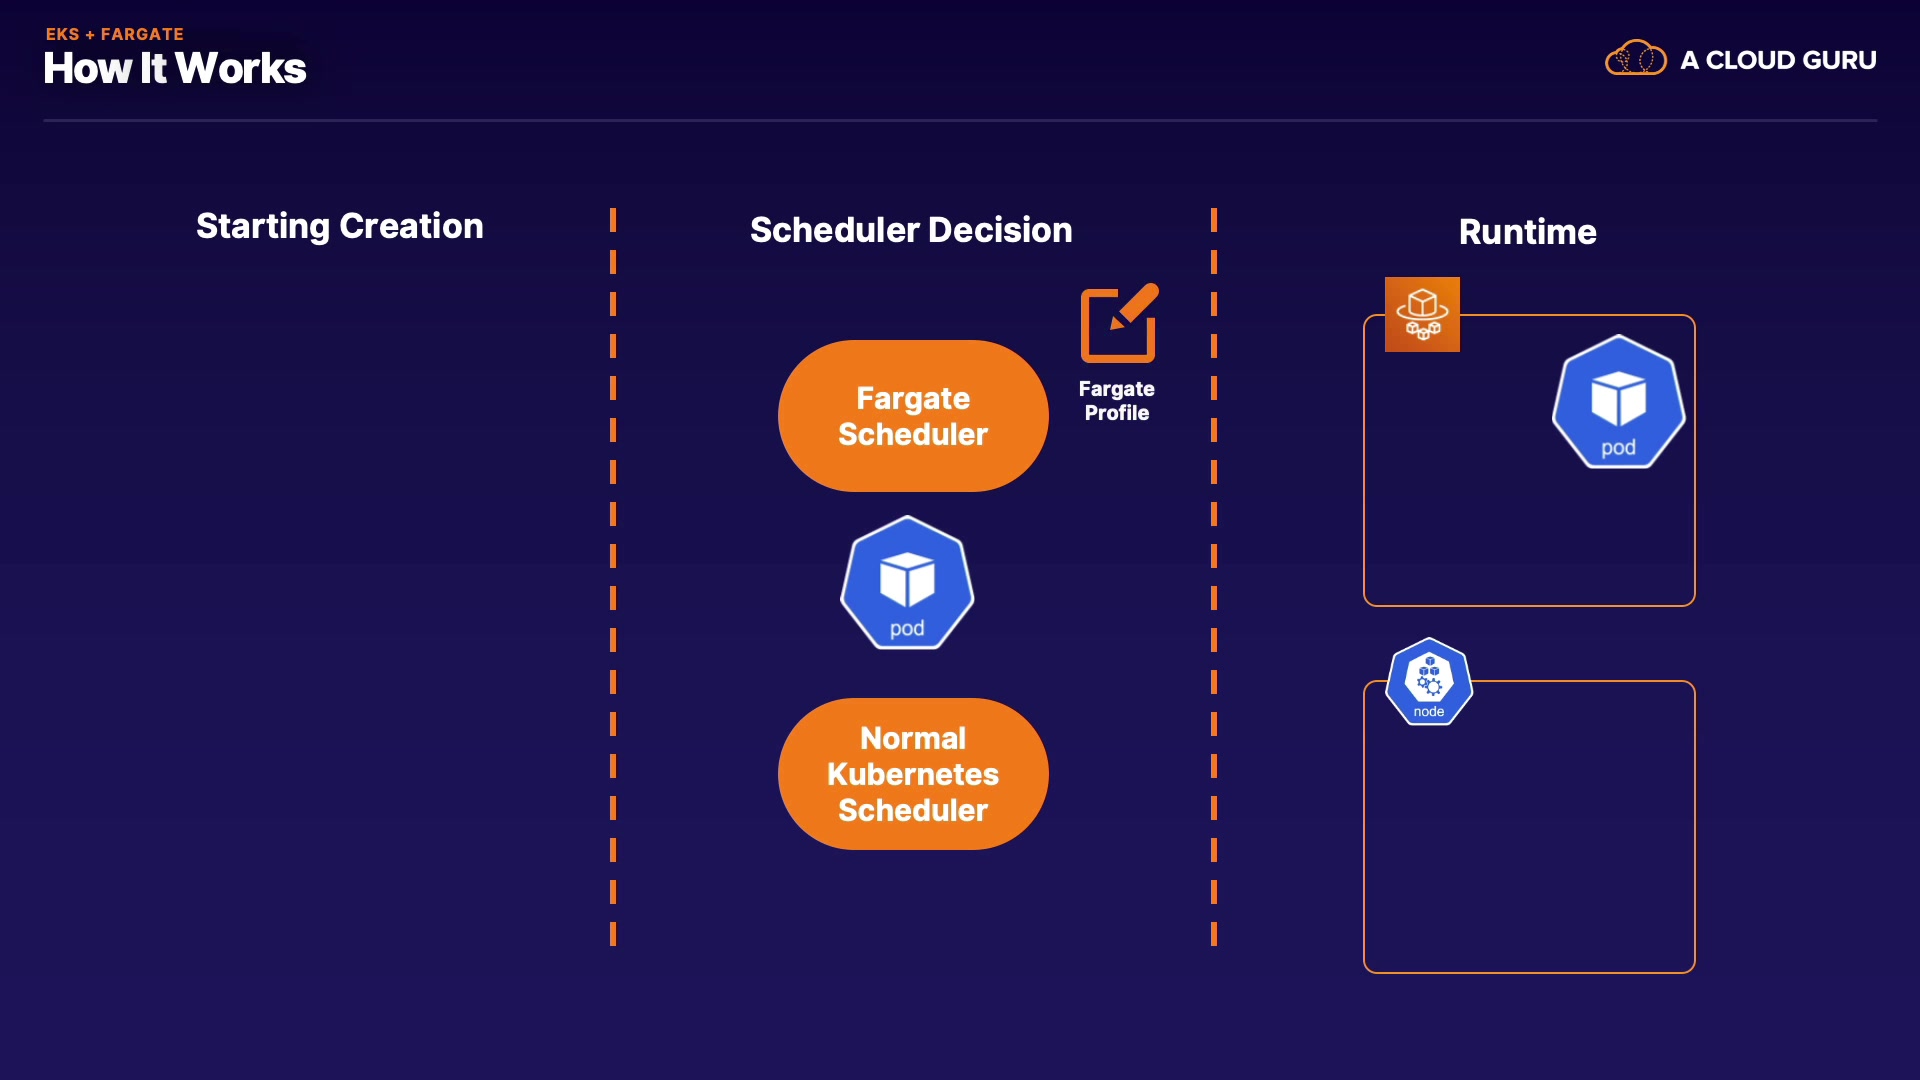 EKS + FARGATE
How It Works
A CLOUD GURU
Starting Creation
Scheduler Decision
Runtime
Fargate
Scheduler
Fargate
Profile
pod
pod
node
Normal
Kubernetes
Scheduler